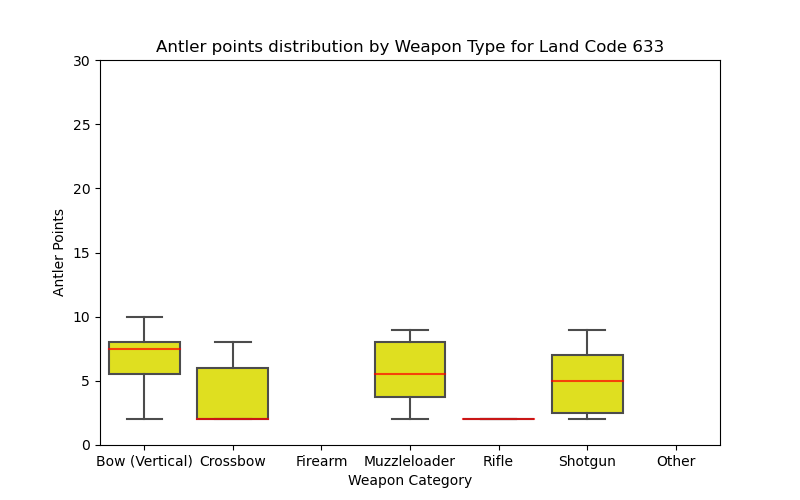 Antler points distribution by Weapon Type for Land Code 633
30
25
20
15
10
5
0
Antler Points
Bow (Vertical) Crossbow Firearm Muzzleloader Rifle Shotgun Other
Weapon Category